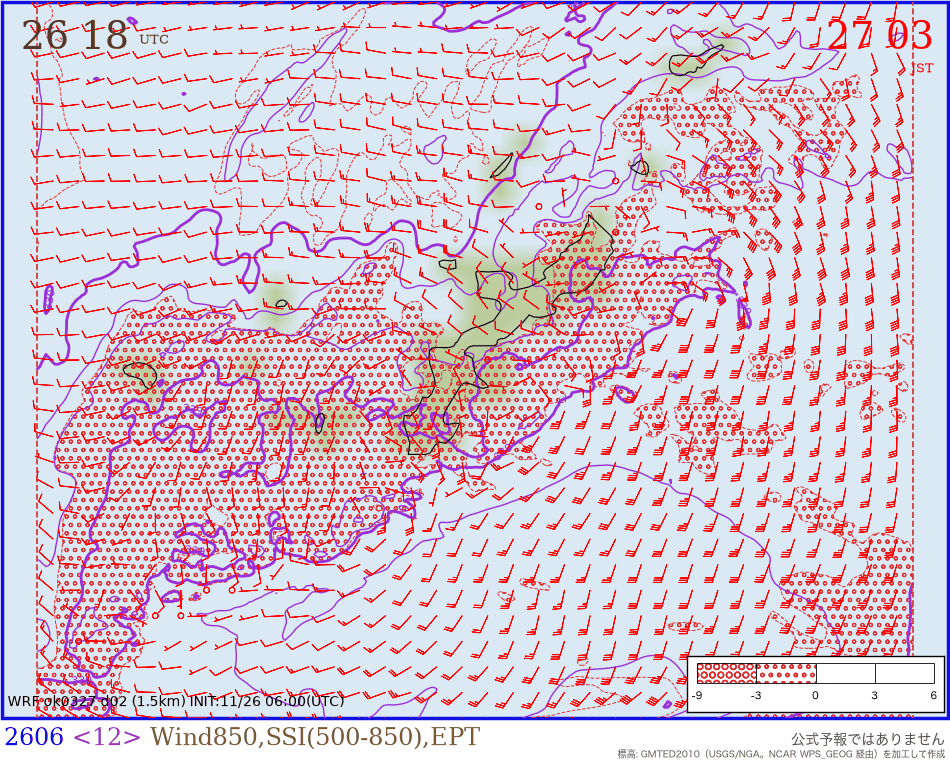 26 18 UTC 27 03
JST
-9 -3 0 3 6
WRF ok0327 d02 (1.5km) INIT:11/26 06:00(UTC)
2606 <12> Wind850,SSI(500-850),EPT
公式予報ではありません
標高: GMTED2010（USGS/NGA。NCAR WPS_GEOG 経由）を加工して作成